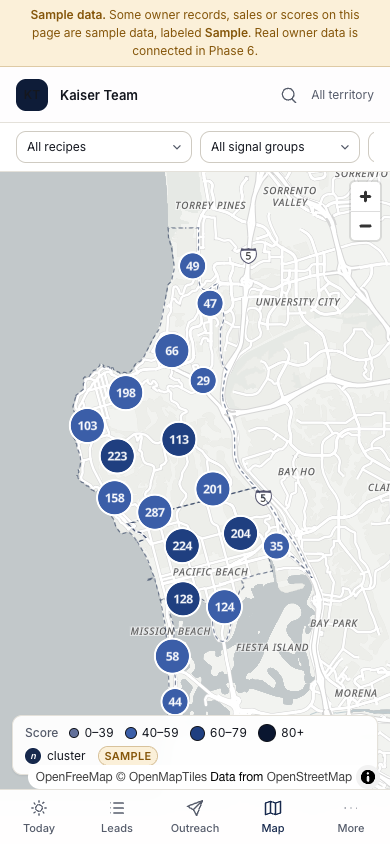 Sample data. Some owner records, sales or scores on this
page are sample data, labeled Sample. Real owner data is
connected in Phase 6.
Kaiser Team
All territory
All recipes
All signal groups
SORRENTO
TORREY PINES
SORRENTO
VALLEY
+
−
5
49
47
UNIVERSITY CITY
66
29
198
103
113
223
BAY HO
CLAI
158
201
5
287
204
224
35
PACIFIC BEACH
128
124
MISSION BEACH
BAY PARK
FIESTA ISLAND
58
MORENA
44
Score 0–39 40–59 60–79 80+
n cluster SAMPLE
OpenFreeMap © OpenMapTiles Data from OpenStreetMap
Today
Leads
Outreach
Map
More